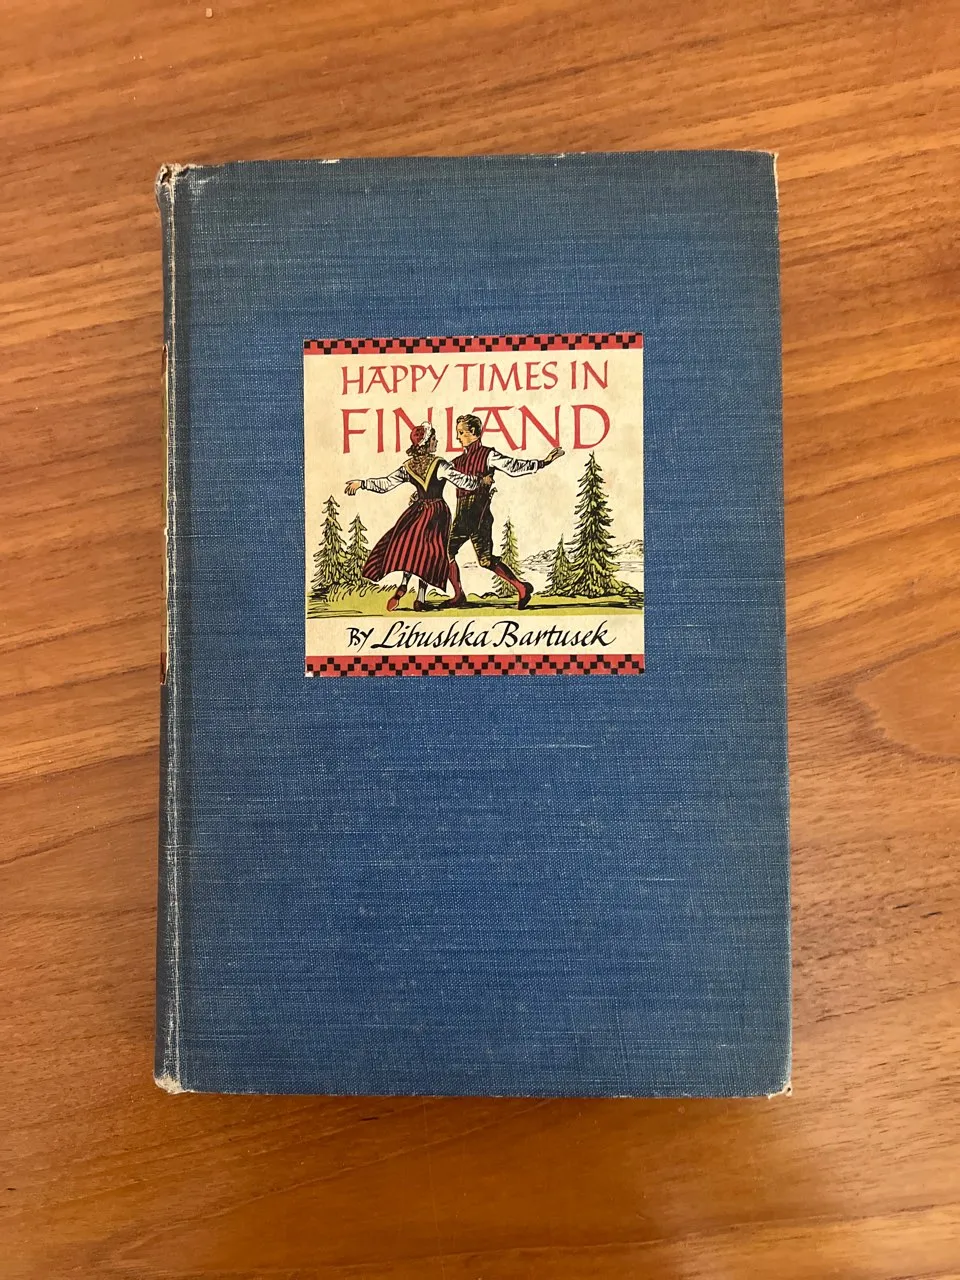 HAPPY TIMES IN
FINLAND
BY Libushka Bartusek